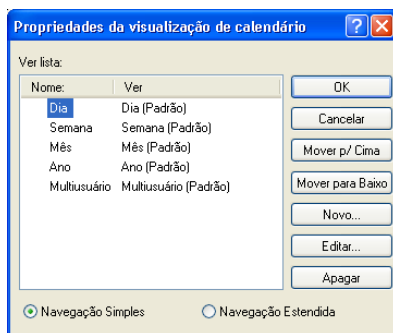 Propriedades da visualização de calendário
Ver lista:
Nome: Ver
Dia Dia (Padrão)
Semana Semana (Padrão)
Mês Mês (Padrão)
Ano Ano (Padrão)
Multiusuário Multiusuário (Padrão)
OK
Cancelar
Mover p/ Cima
Mover para Baixo
Novo...
Editar...
Apagar
Navegação Simples Navegação Estendida